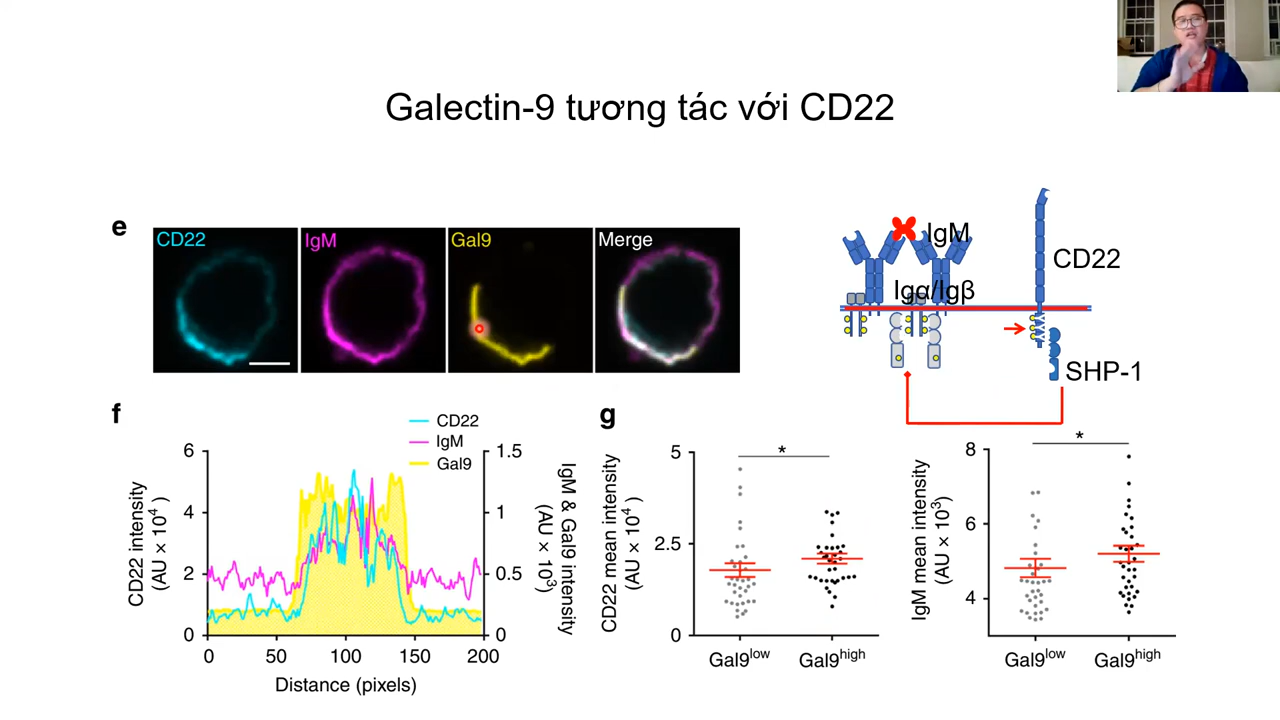 Galectin-9 tương tác với CD22
e
CD22
IgM
Gal9
Merge
IgM
CD22
Igα/Igβ
SHP-1
f
CD22
IgM
Gal9
6
4
2
0
CD22 intensity
(AU × 10⁴ )
1.5
1
0.5
0
IgM & Gal9 intensity
(AU × 10³)
0 50 100 150 200
Distance (pixels)
g
5
2.5
0
CD22 mean intensity
(AU × 10⁴ )
*
Gal9low Gal9high
8
6
4
IgM mean intensity
(AU × 10³)
*
Gal9low Gal9high